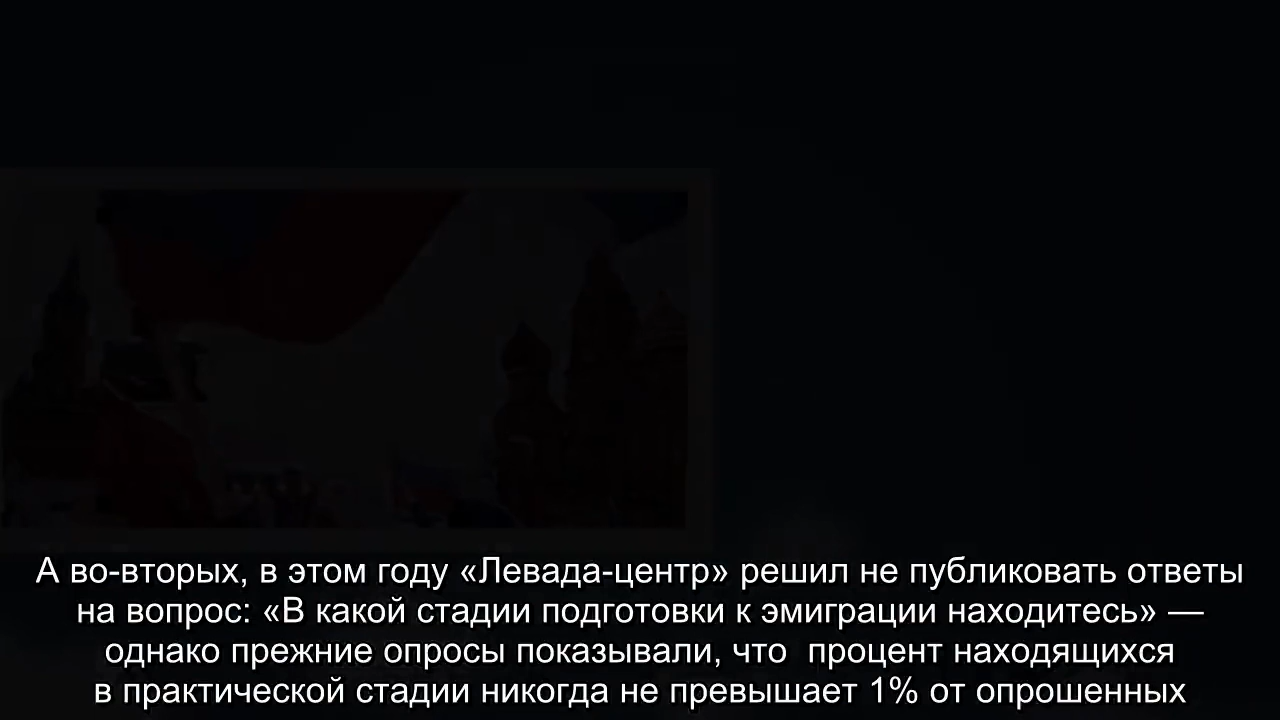 А во-вторых, в этом году «Левада-центр» решил не публиковать ответы
на вопрос: «В какой стадии подготовки к эмиграции находитесь» —
однако прежние опросы показывали, что  процент находящихся
в практической стадии никогда не превышает 1% от опрошенных